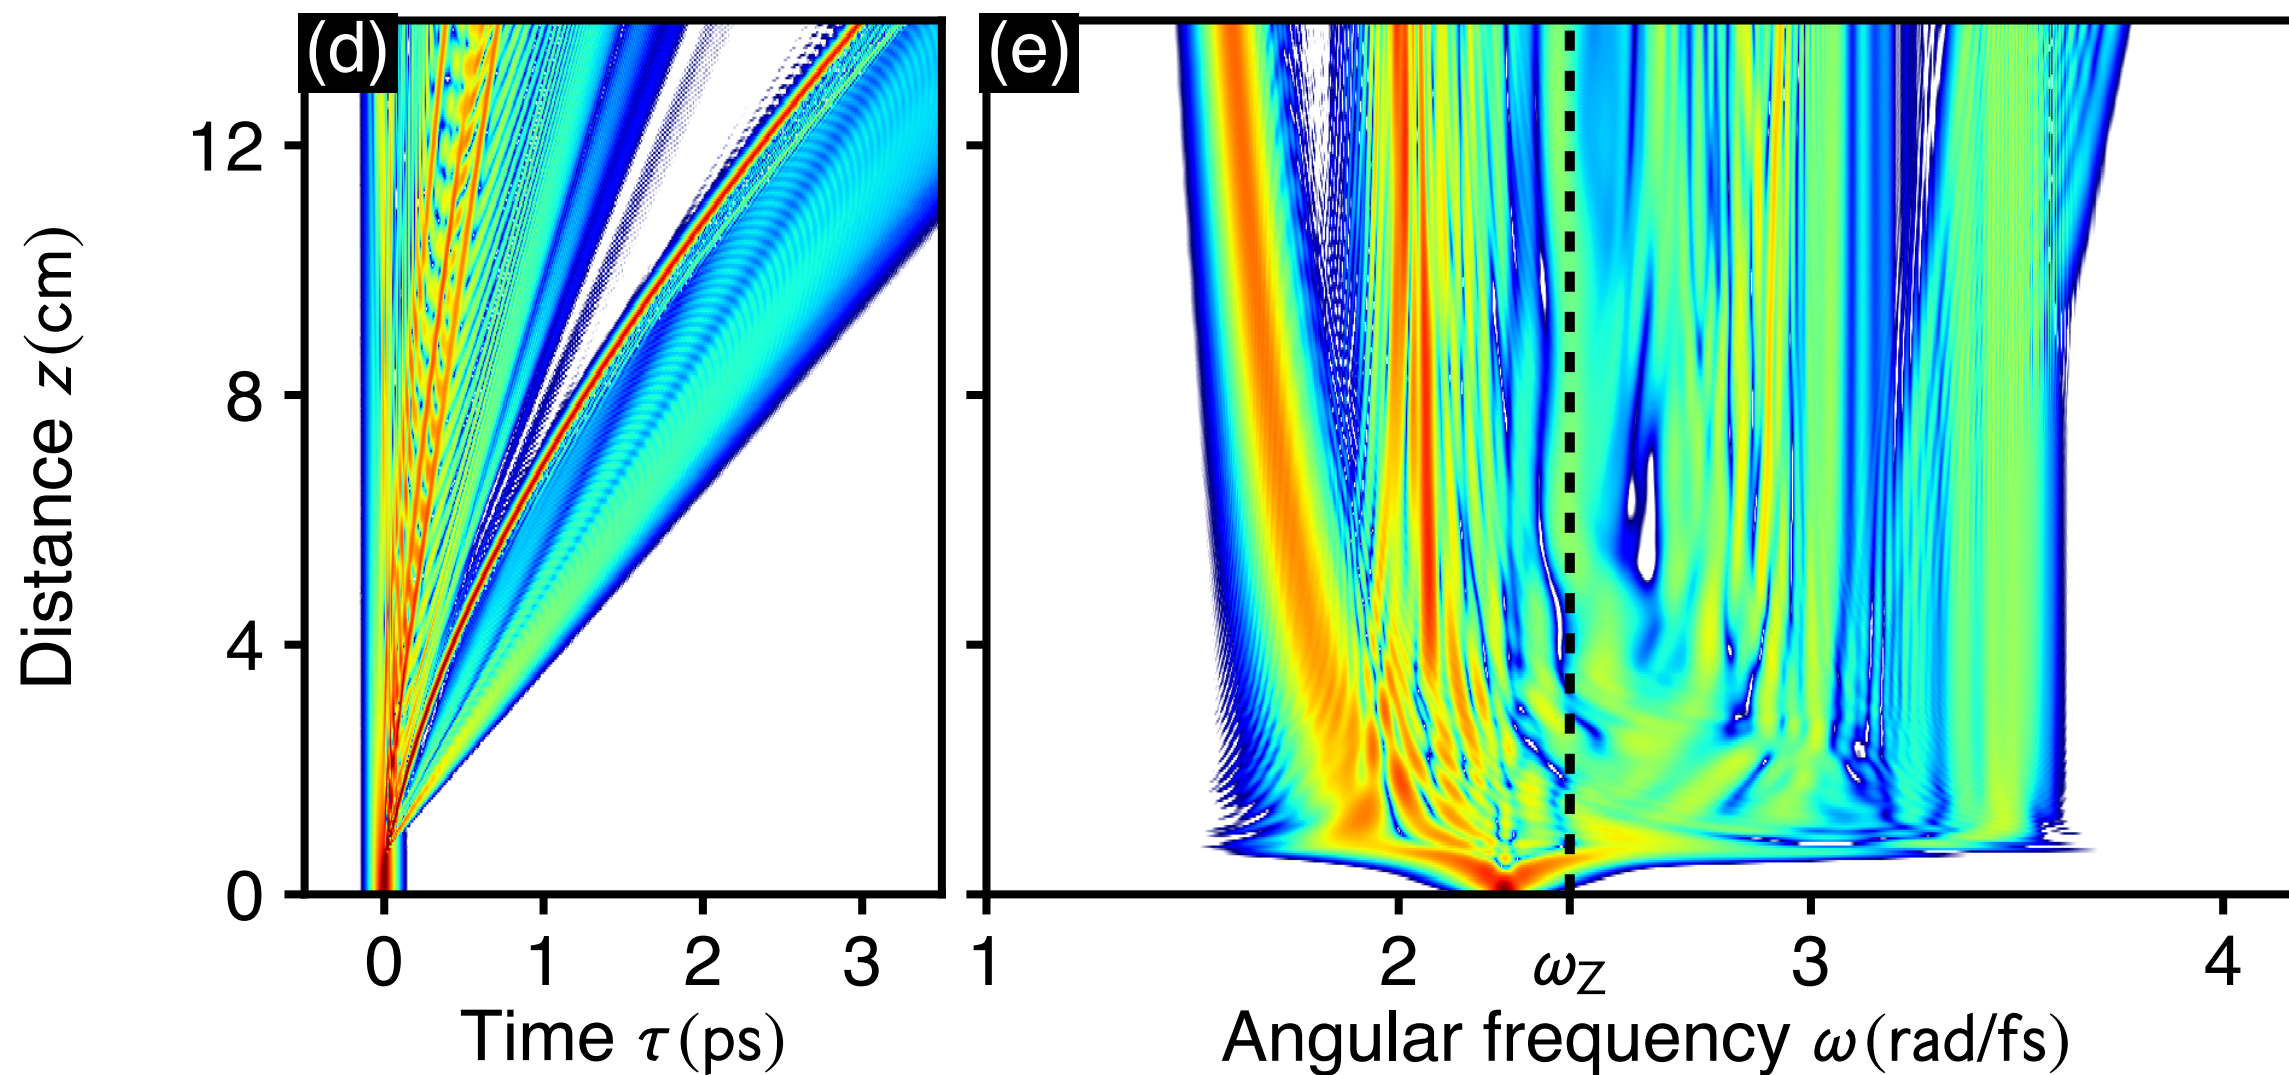 (d)
(e)
12
8
4
0
Distance z(cm)
0 1 2 3
Time τ(ps)
1 2 ω_Z 3 4
Angular frequency ω(rad/fs)